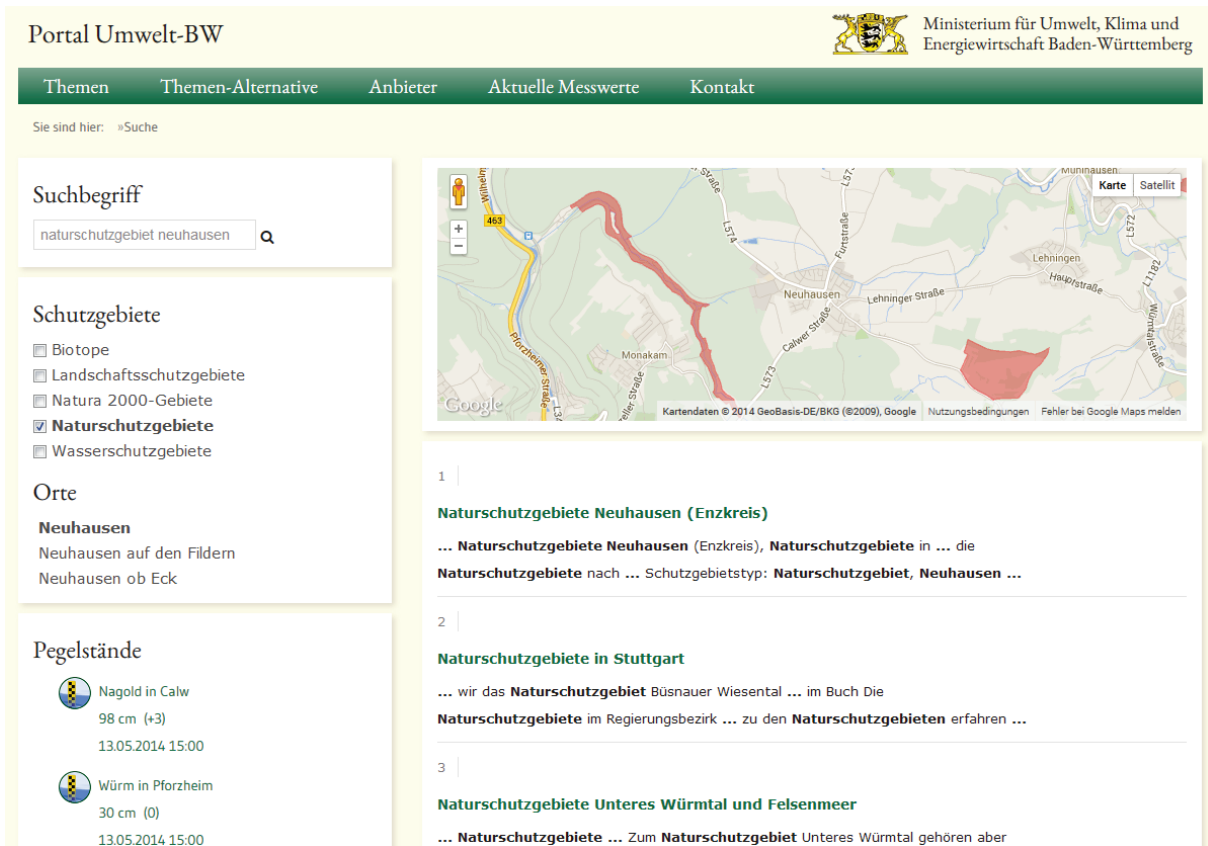 Portal Umwelt-BW
Ministerium für Umwelt, Klima und
Energiewirtschaft Baden-Württemberg
Themen
Themen-Alternative
Anbieter
Aktuelle Messwerte
Kontakt
Sie sind hier: »Suche
Suchbegriff
naturschutzgebiet neuhausen
Schutzgebiete
Biotope
Landschaftsschutzgebiete
Natura 2000-Gebiete
Naturschutzgebiete
Wasserschutzgebiete
Orte
Neuhausen
Neuhausen auf den Fildern
Neuhausen ob Eck
Pegelstände
Nagold in Calw
98 cm (+3)
13.05.2014 15:00
Würm in Pforzheim
30 cm (0)
13.05.2014 15:00
Karte
Satellit
463
L574
L572
Furtstraße
Lehningen
Hauptstraße
L1182
Neuhausen
Lehninger Straße
Calwer Straße
Würmtalstraße
Monakam
Pforzheimer Straße
L573
Google
Kartendaten © 2014 GeoBasis-DE/BKG (©2009), Google
Nutzungsbedingungen
Fehler bei Google Maps melden
1
Naturschutzgebiete Neuhausen (Enzkreis)
... Naturschutzgebiete Neuhausen (Enzkreis), Naturschutzgebiete in ... die
Naturschutzgebiete nach ... Schutzgebietstyp: Naturschutzgebiet, Neuhausen ...
2
Naturschutzgebiete in Stuttgart
... wir das Naturschutzgebiet Büsnauer Wiesental ... im Buch Die
Naturschutzgebiete im Regierungsbezirk ... zu den Naturschutzgebieten erfahren ...
3
Naturschutzgebiete Unteres Würmtal und Felsenmeer
... Naturschutzgebiete ... Zum Naturschutzgebiet Unteres Würmtal gehören aber